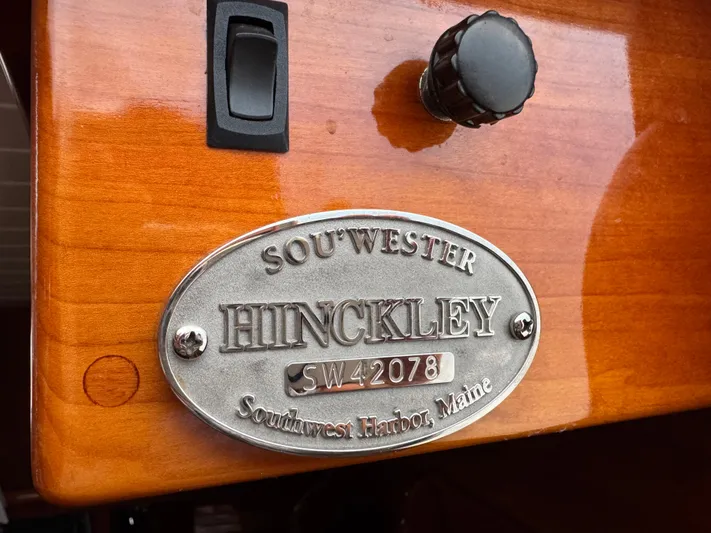 SOU'WESTER
HINCKLEY
SW42078
Southwest Harbor, Maine